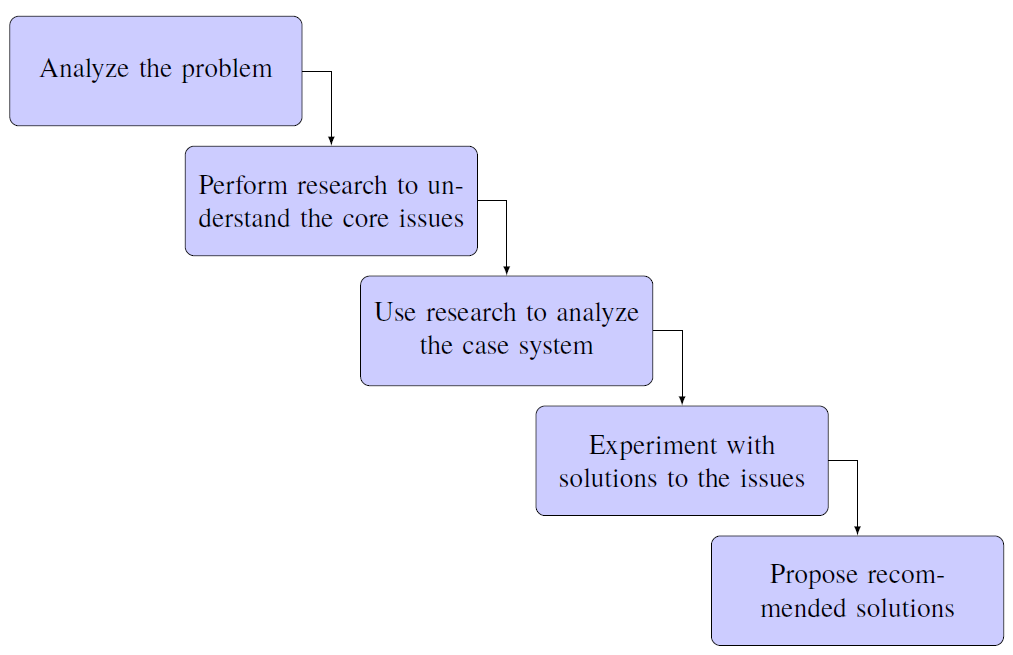 Analyze the problem
Perform research to un-
derstand the core issues
Use research to analyze
the case system
Experiment with
solutions to the issues
Propose recom-
mended solutions